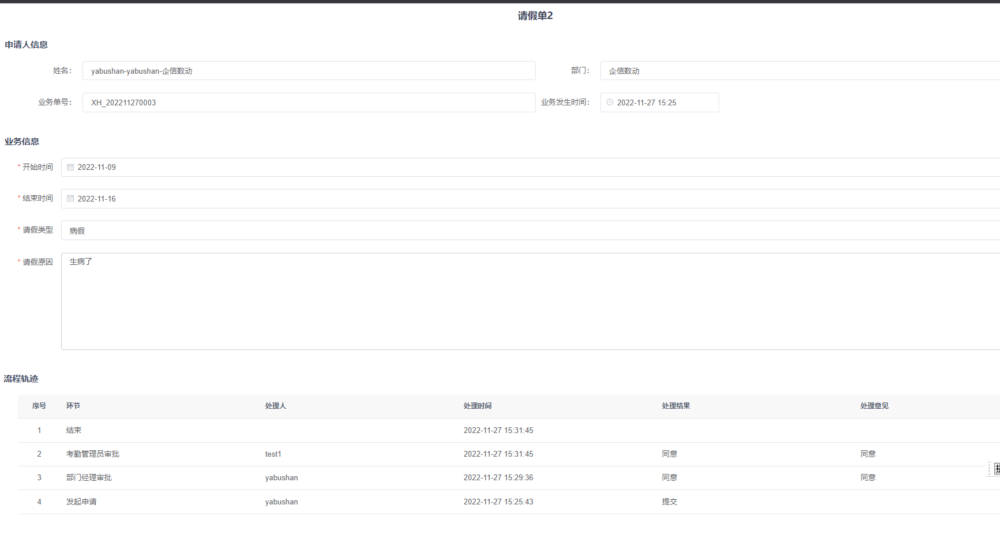 请假单2
申请人信息
姓名： yabushan-yabushan-企信数动 部门： 企信数动
业务单号： XH_202211270003 业务发生时间： 2022-11-27 15:25
业务信息
* 开始时间 2022-11-09
* 结束时间 2022-11-16
* 请假类型 病假
* 请假原因 生病了
流程轨迹
序号 环节 处理人 处理时间 处理结果 处理意见
1 结束 2022-11-27 15:31:45
2 考勤管理员审批 test1 2022-11-27 15:31:45 同意 同意
3 部门经理审批 yabushan 2022-11-27 15:29:36 同意 同意
4 发起申请 yabushan 2022-11-27 15:25:43 提交